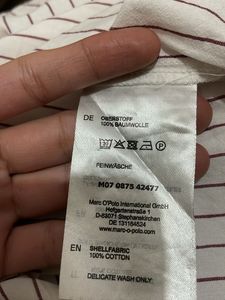 DE OBERSTOFF
100% BAUMWOLLE
FEINWÄSCHE
M07 0875 42477
Marc O'Polo International GmbH
Hofgartenstraße 1
D-83071 Stephanskirchen
DE 131164524
www.marc-o-polo.com
EN SHELLFABRIC
100% COTTON
DELICATE WASH ONLY